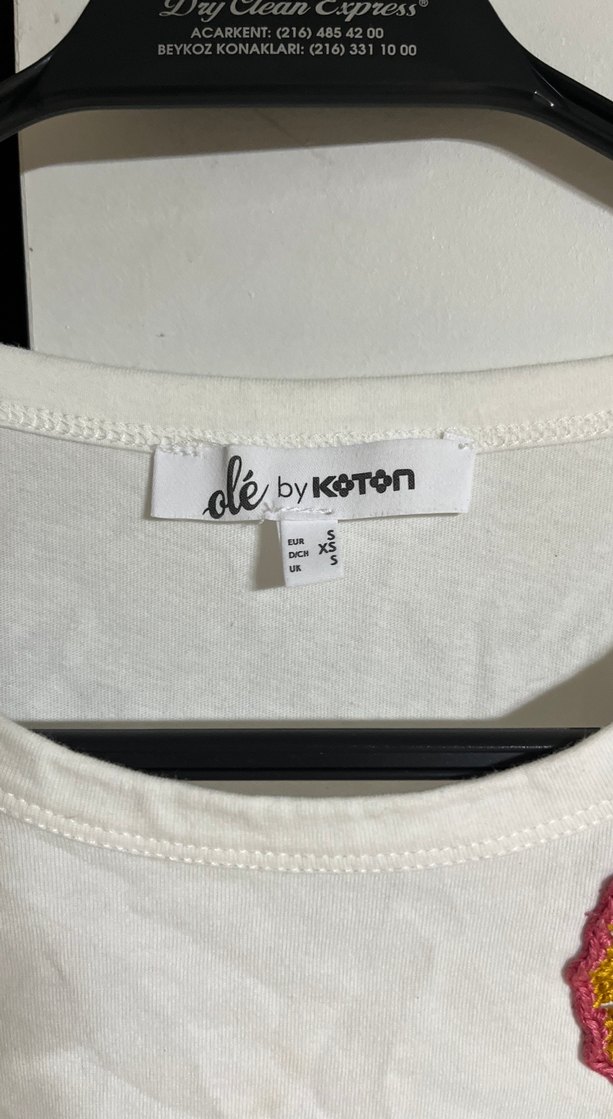 Dry Clean Express®
ACARKENT: (216) 485 42 00
BEYKOZ KONAKLARI: (216) 331 10 00
olé by KOTON
EUR S
D/CH XS
UK S